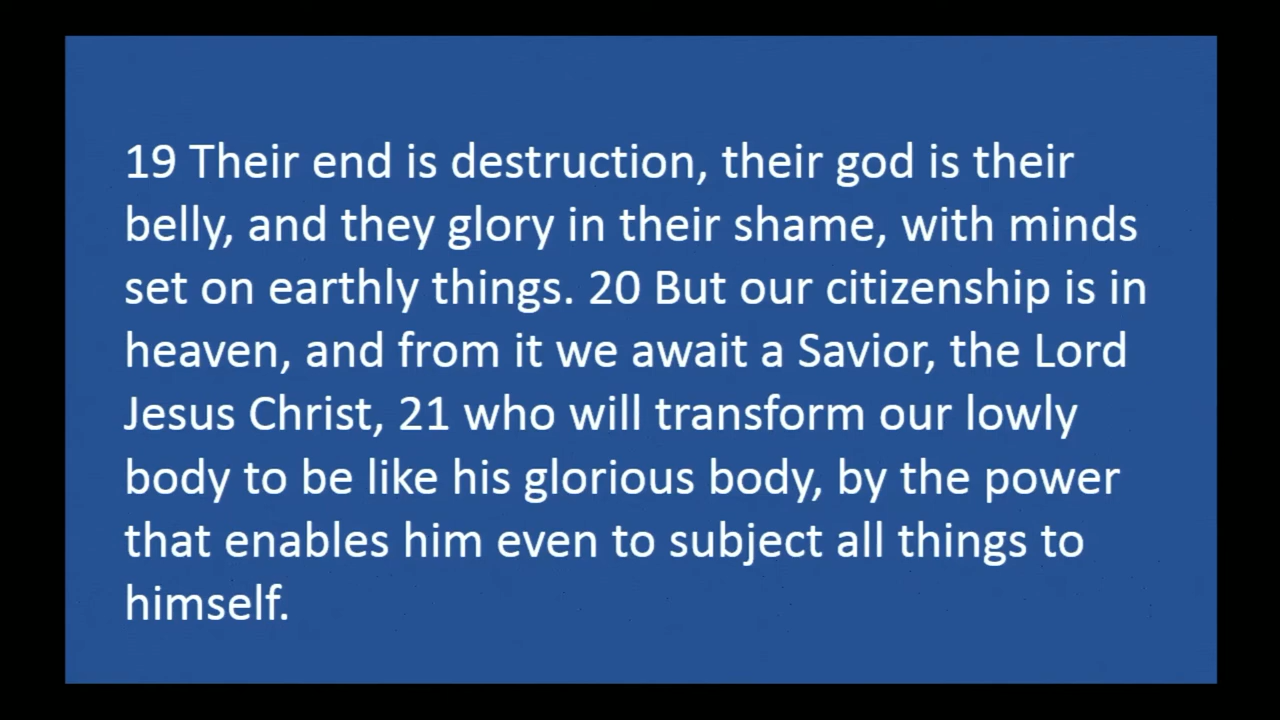 19 Their end is destruction, their god is their
belly, and they glory in their shame, with minds
set on earthly things. 20 But our citizenship is in
heaven, and from it we await a Savior, the Lord
Jesus Christ, 21 who will transform our lowly
body to be like his glorious body, by the power
that enables him even to subject all things to
himself.